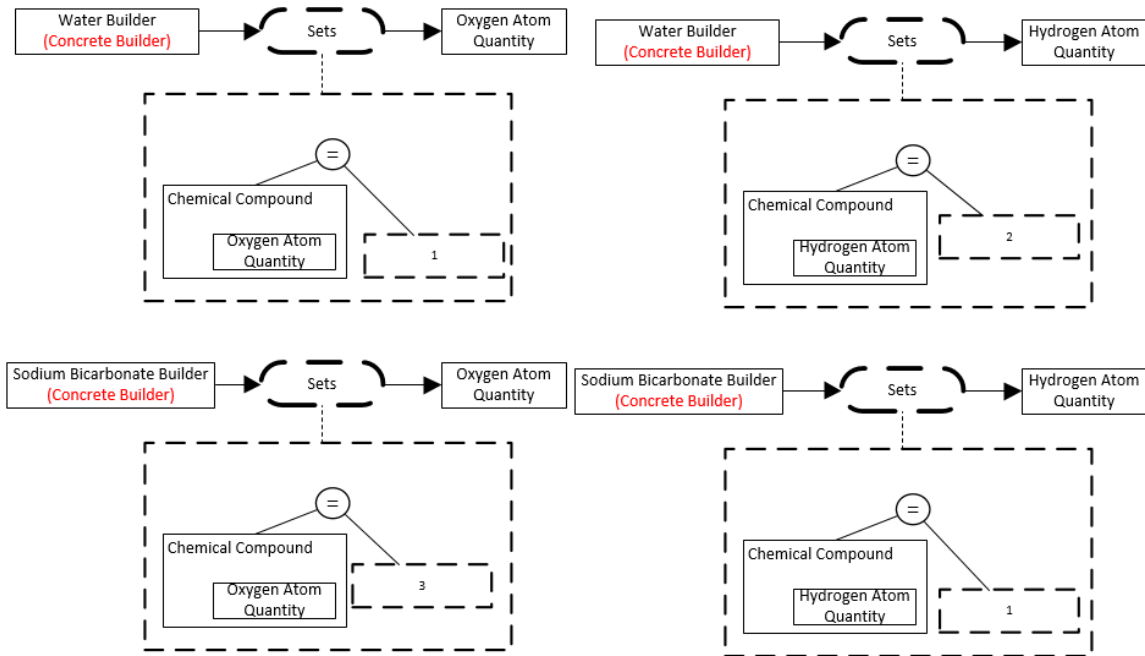 Water Builder
(Concrete Builder)
Sets
Oxygen Atom
Quantity
=
Chemical Compound
Oxygen Atom
Quantity
1
Water Builder
(Concrete Builder)
Sets
Hydrogen Atom
Quantity
=
Chemical Compound
Hydrogen Atom
Quantity
2
Sodium Bicarbonate Builder
(Concrete Builder)
Sets
Oxygen Atom
Quantity
=
Chemical Compound
Oxygen Atom
Quantity
3
Sodium Bicarbonate Builder
(Concrete Builder)
Sets
Hydrogen Atom
Quantity
=
Chemical Compound
Hydrogen Atom
Quantity
1